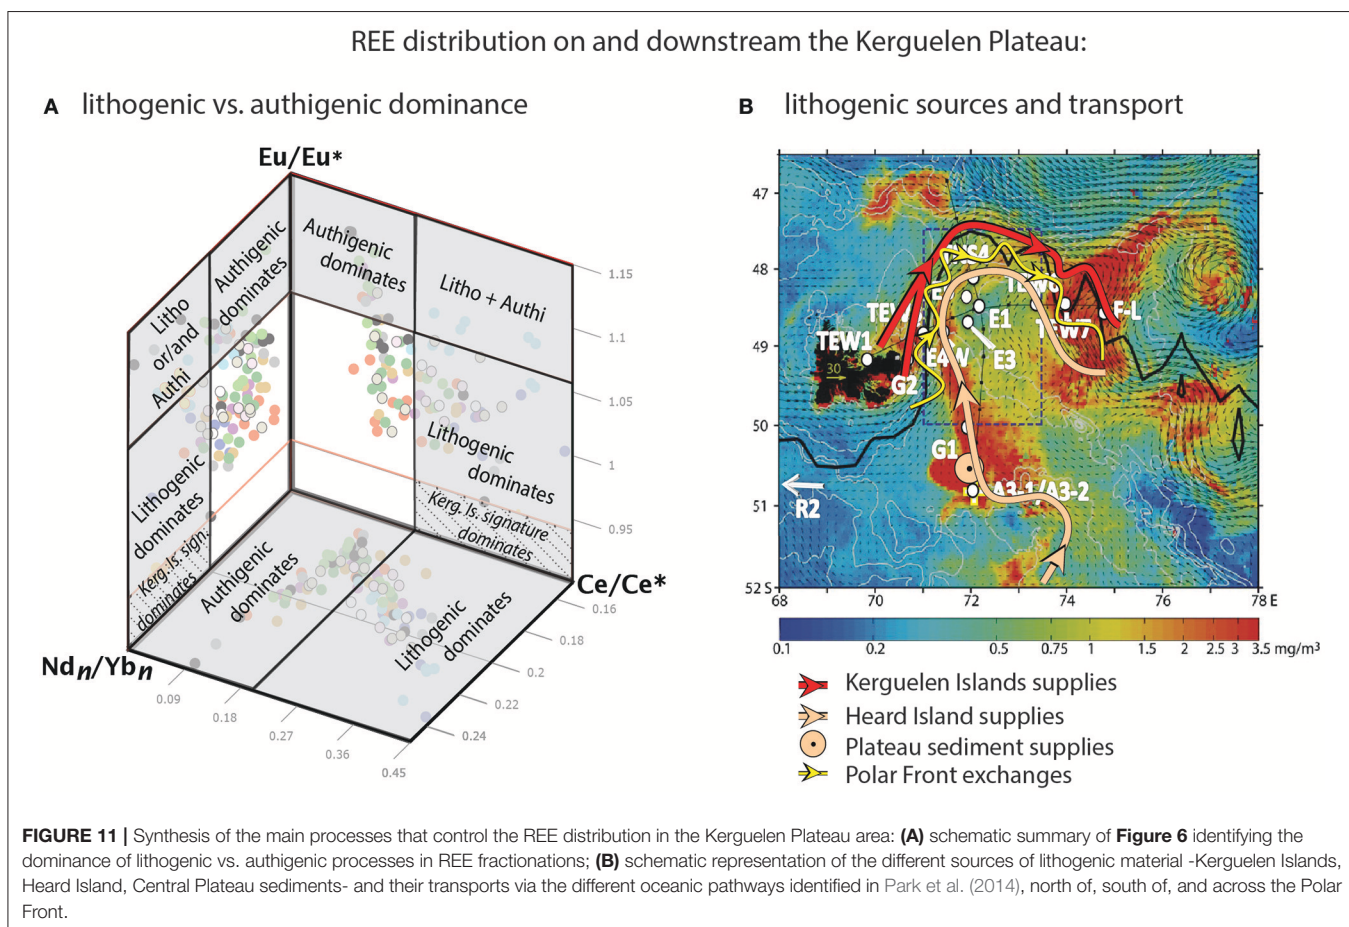 REE distribution on and downstream the Kerguelen Plateau:
A lithogenic vs. authigenic dominance
Eu/Eu*
Authigenic
dominates
Litho + Authi
Authigenic
dominates
Litho
or/and
Authi
Lithogenic
dominates
Kerg. Is. signature
dominates
Lithogenic
dominates
Kerg. Is. sign.
dominates
Authigenic
dominates
Lithogenic
dominates
1.15
1.1
1.05
1
0.95
Ce/Ce*
0.16
0.18
0.2
0.22
0.24
Ndn/Ybn
0.09
0.18
0.27
0.36
0.45
B lithogenic sources and transport
47
48
49
50
51
52 S
68
70
72
74
76
78 E
TEW1
30
G2
E4W
E1
E3
TEW7
F-L
G1
A3-1/A3-2
R2
0.1
0.2
0.5
0.75
1
1.5
2
2.5
3
3.5 mg/m³
Kerguelen Islands supplies
Heard Island supplies
Plateau sediment supplies
Polar Front exchanges
FIGURE 11 | Synthesis of the main processes that control the REE distribution in the Kerguelen Plateau area: (A) schematic summary of Figure 6 identifying the
dominance of lithogenic vs. authigenic processes in REE fractionations; (B) schematic representation of the different sources of lithogenic material -Kerguelen Islands,
Heard Island, Central Plateau sediments- and their transports via the different oceanic pathways identified in Park et al. (2014), north of, south of, and across the Polar
Front.